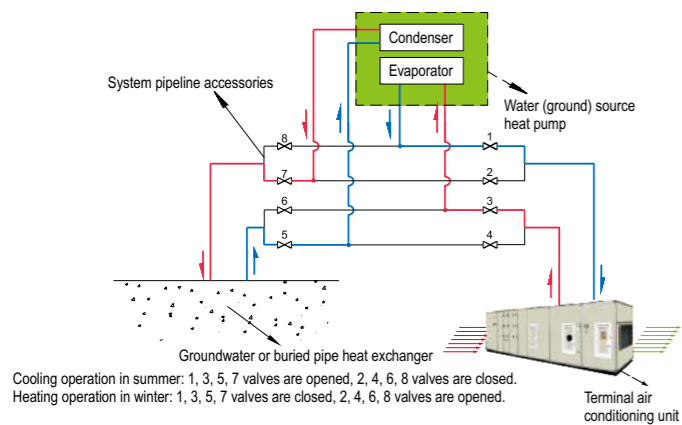 Condenser
Evaporator
System pipeline accessories
Water (ground) source
heat pump
8
1
7
2
6
3
5
4
Groundwater or buried pipe heat exchanger
Cooling operation in summer: 1, 3, 5, 7 valves are opened, 2, 4, 6, 8 valves are closed.
Heating operation in winter: 1, 3, 5, 7 valves are closed, 2, 4, 6, 8 valves are opened.
Terminal air
conditioning unit